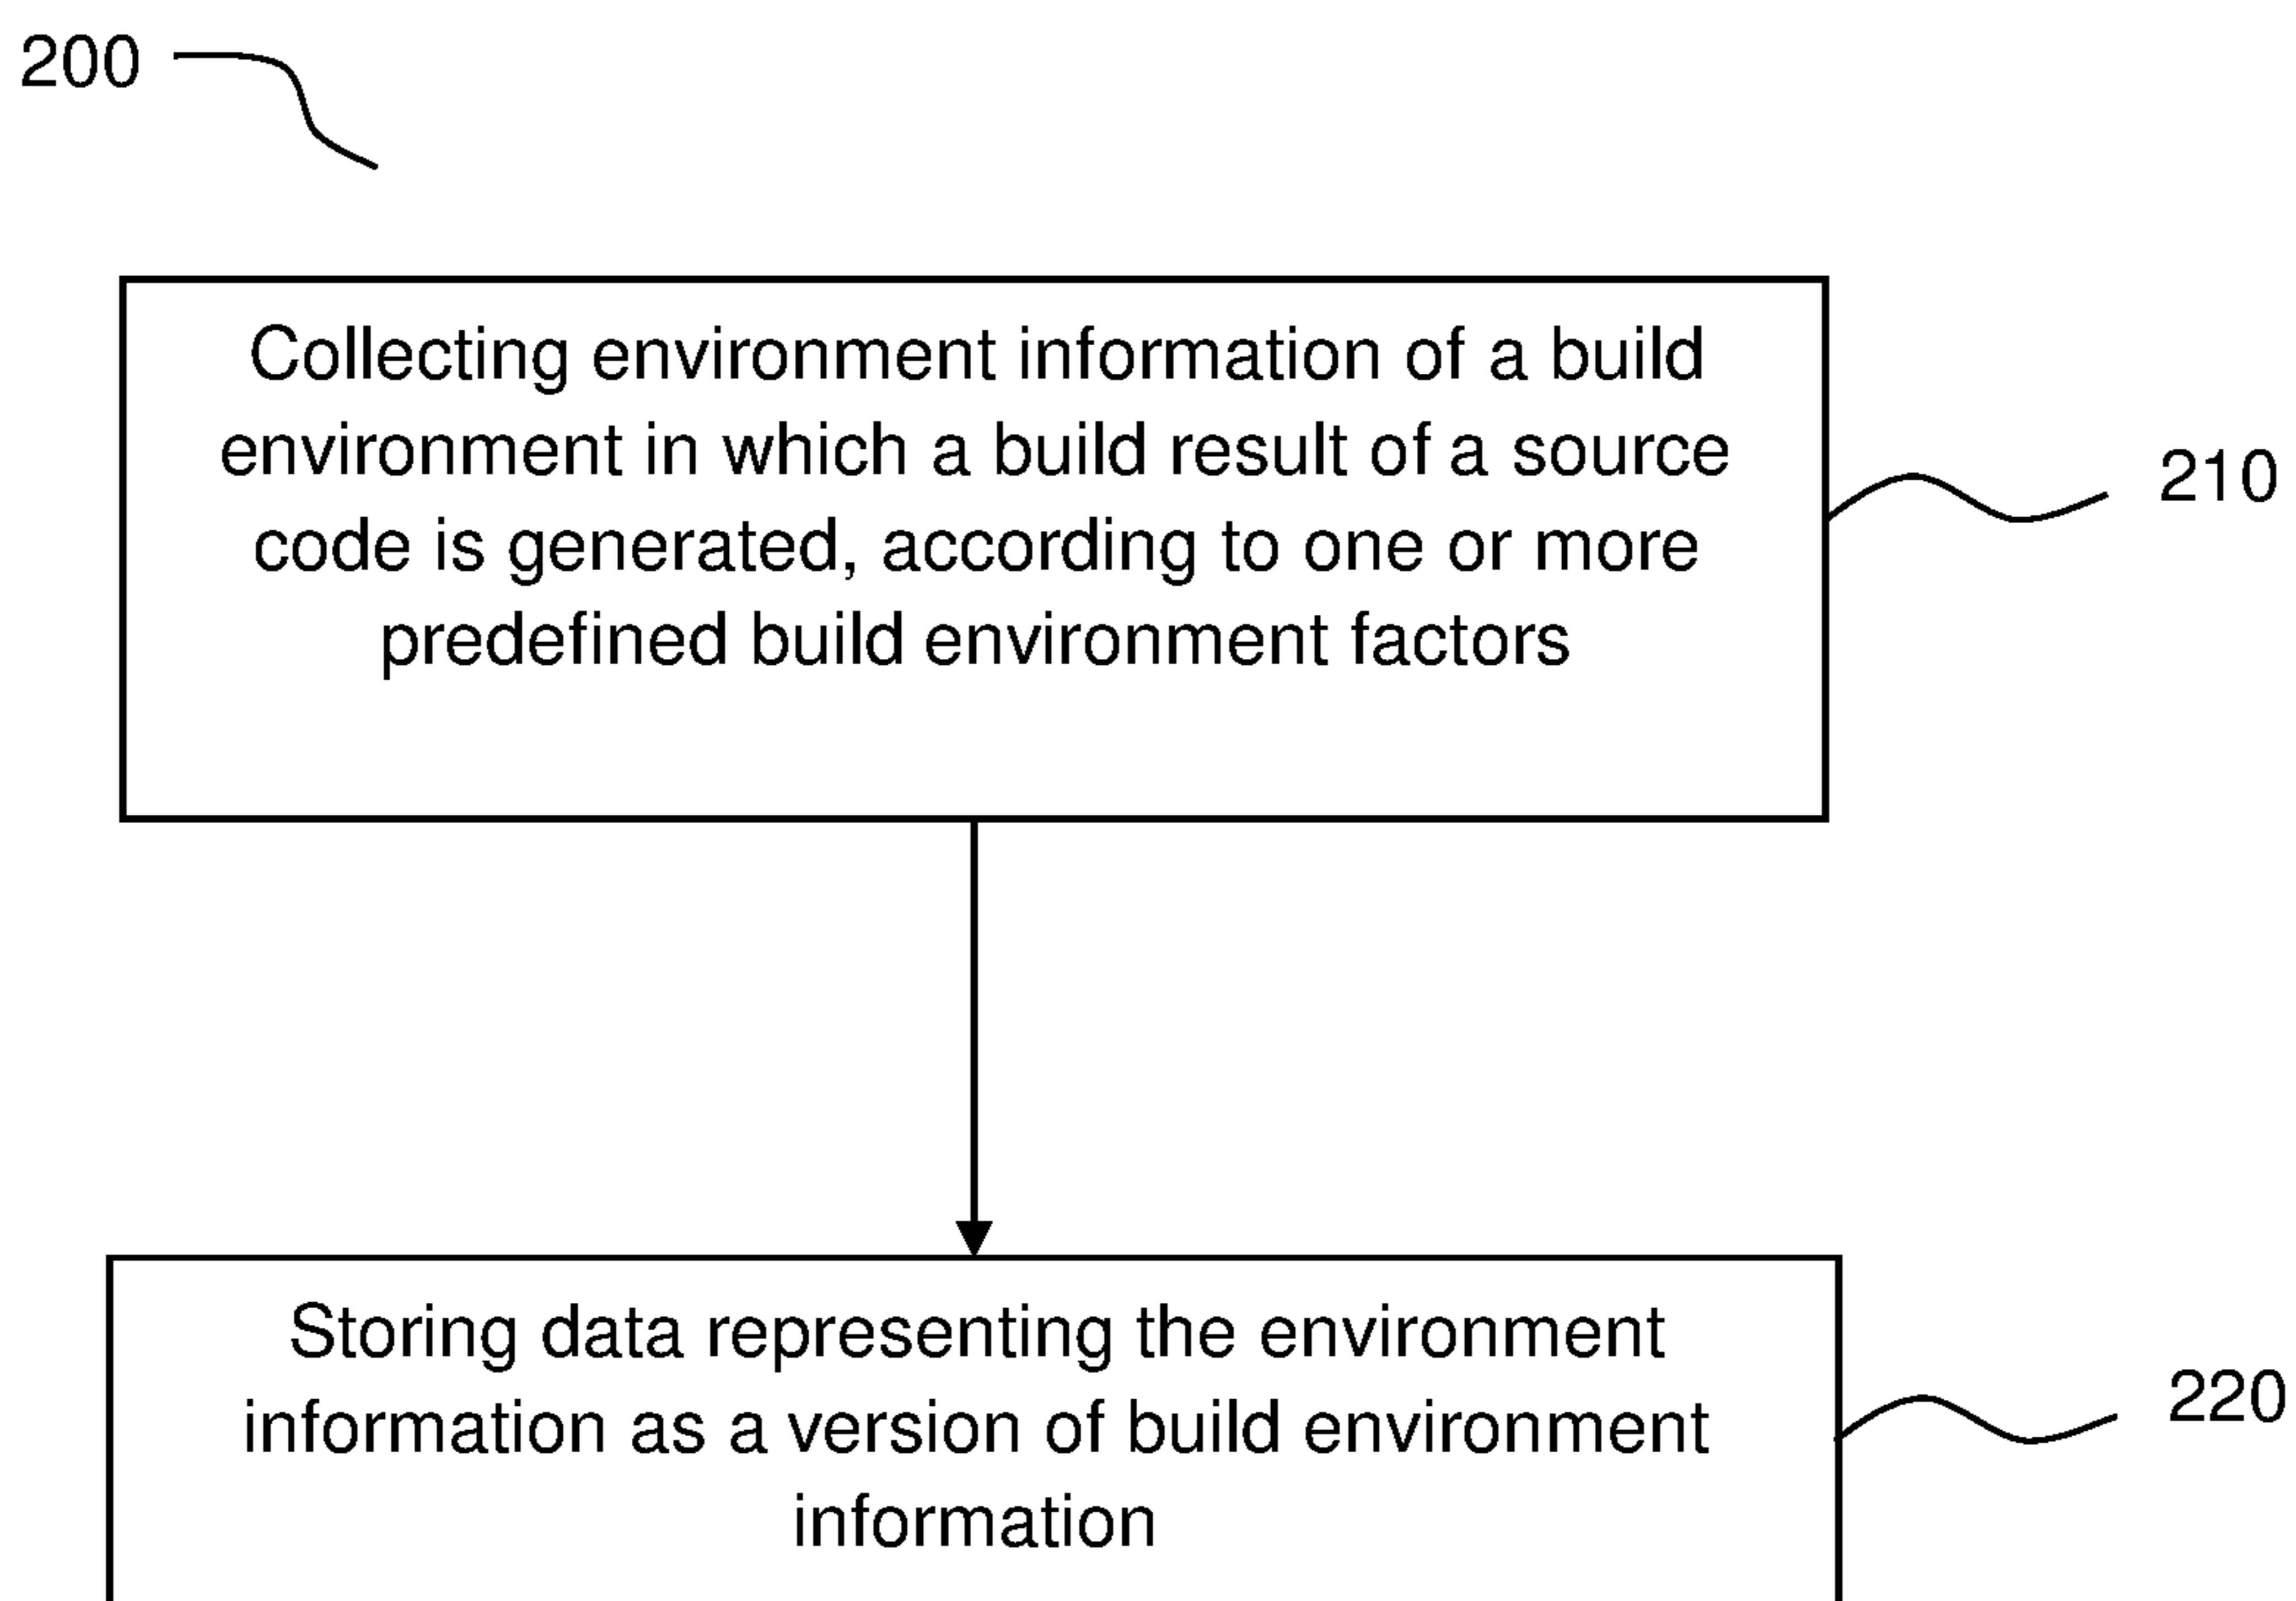 200
Collecting environment information of a build
environment in which a build result of a source
code is generated, according to one or more
predefined build environment factors
210
Storing data representing the environment
information as a version of build environment
information
220